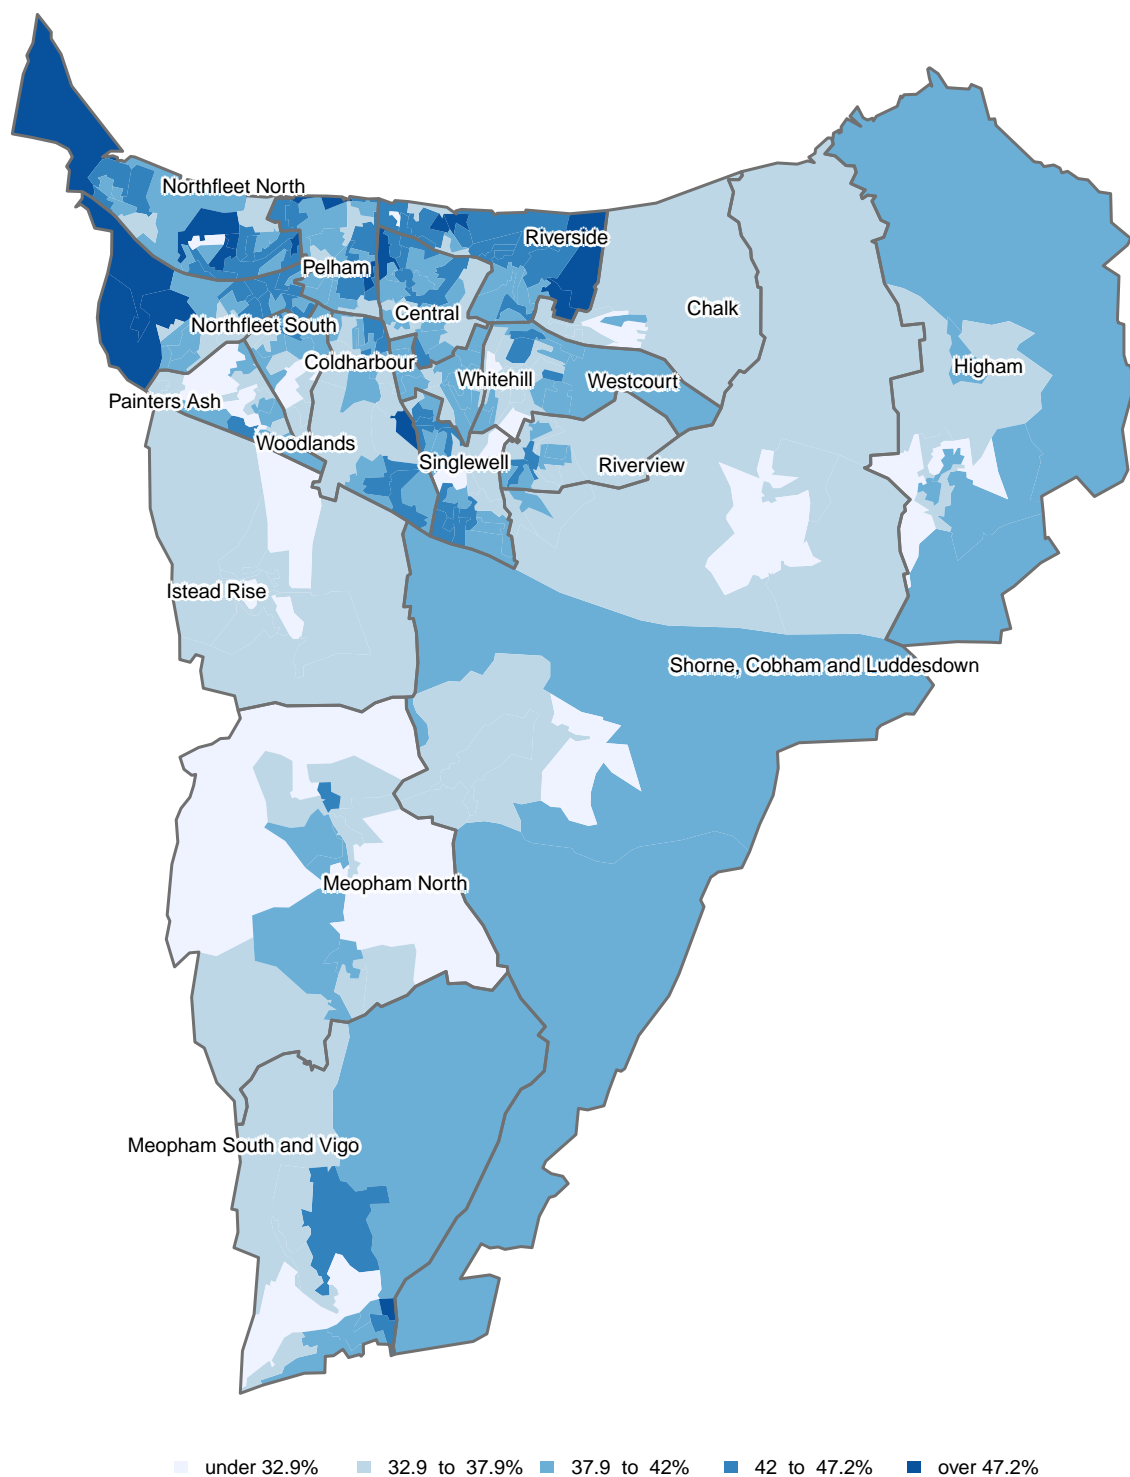 Northfleet North
Riverside
Pelham
Chalk
Central
Northfleet South
Coldharbour
Higham
Whitehill
Westcourt
Painters Ash
Woodlands
Singlewell
Riverview
Istead Rise
Shorne, Cobham and Luddesdown
Meopham North
Meopham South and Vigo
under 32.9% 32.9 to 37.9% 37.9 to 42% 42 to 47.2% over 47.2%